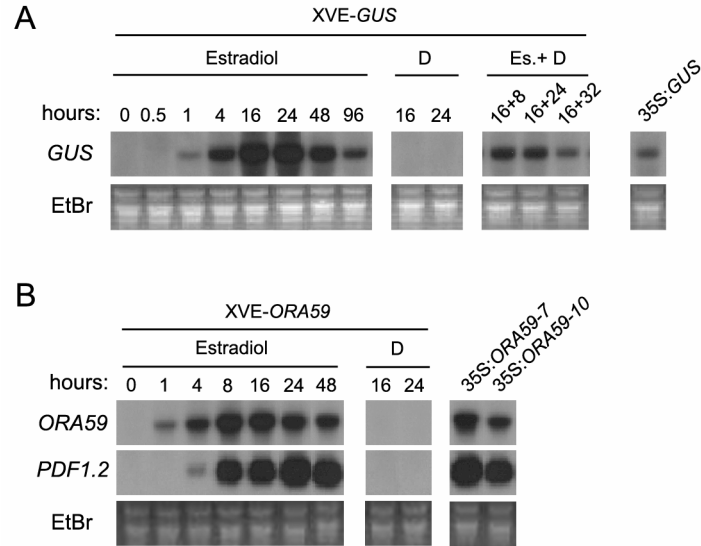 A
XVE-GUS
Estradiol D Es.+ D
hours: 0 0.5 1 4 16 24 48 96 16 24 16+8 16+24 16+32 35S:GUS
GUS
EtBr
B
XVE-ORA59
Estradiol D
hours: 0 1 4 8 16 24 48 16 24 35S:ORA59-7 35S:ORA59-10
ORA59
PDF1.2
EtBr